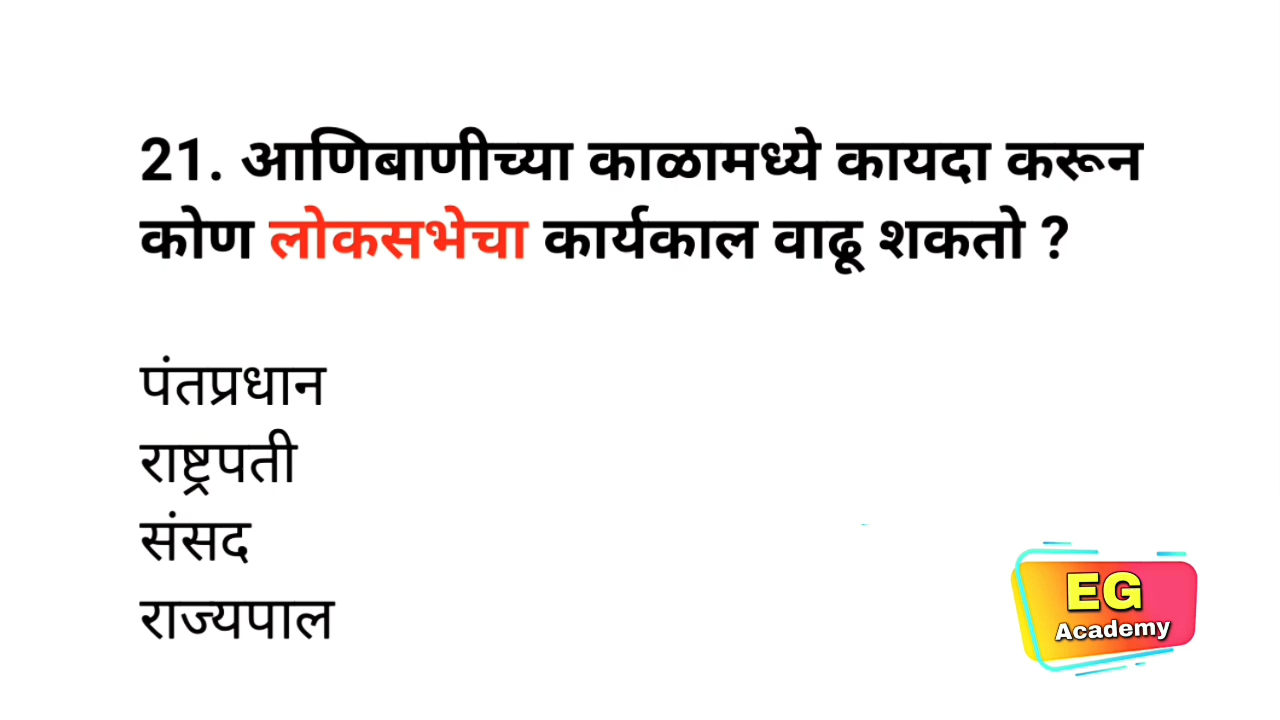 21. आणिबाणीच्या काळामध्ये कायदा करून
कोण लोकसभेचा कार्यकाल वाढू शकतो ?
पंतप्रधान
राष्ट्रपती
संसद
राज्यपाल
EG
Academy